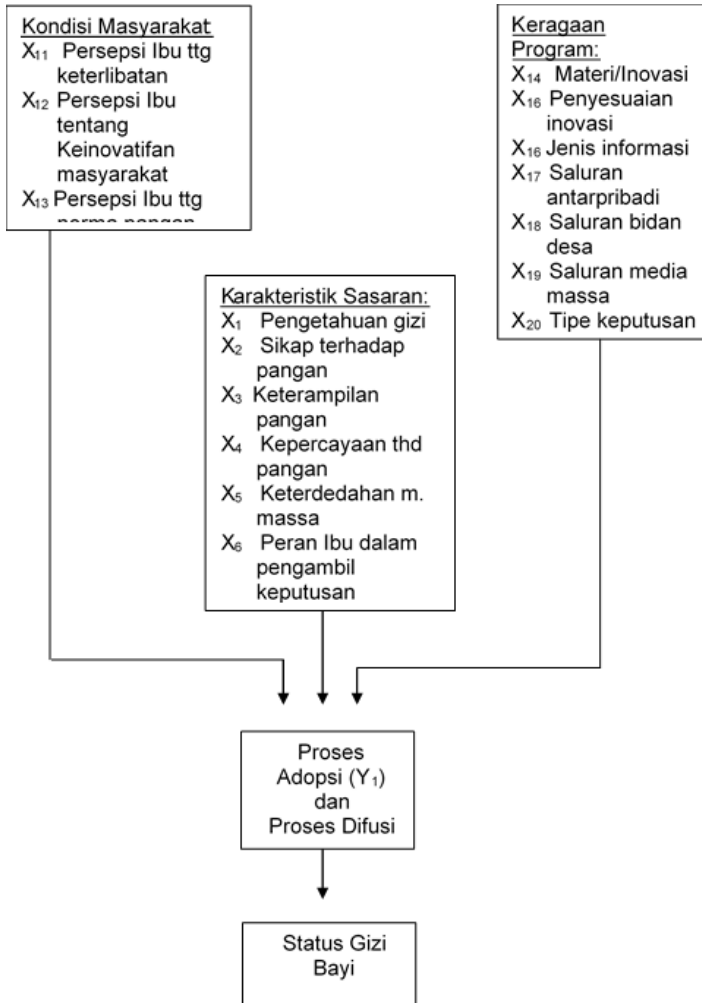 Kondisi Masyarakat
X₁₁ Persepsi Ibu ttg
keterlibatan
X₁₂ Persepsi Ibu
tentang
Keinovatifan
masyarakat
X₁₃ Persepsi Ibu ttg
Keragaan
Program:
X₁₄ Materi/Inovasi
X₁₆ Penyesuaian
inovasi
X₁₆ Jenis informasi
X₁₇ Saluran
antarpribadi
X₁₈ Saluran bidan
desa
X₁₉ Saluran media
massa
X₂₀ Tipe keputusan
Karakteristik Sasaran:
X₁ Pengetahuan gizi
X₂ Sikap terhadap
pangan
X₃ Keterampilan
pangan
X₄ Kepercayaan thd
pangan
X₅ Keterdedahan m.
massa
X₆ Peran Ibu dalam
pengambil
keputusan
Proses
Adopsi (Y₁)
dan
Proses Difusi
Status Gizi
Bayi